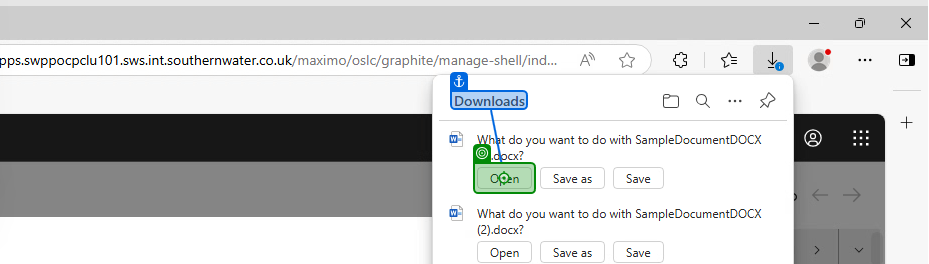 pps.swppocpclu101.sws.int.southernwater.co.uk/maximo/oslc/graphite/manage-shell/ind...
Downloads
What do you want to do with SampleDocumentDOCX
).docx?
Open
Save as
Save
What do you want to do with SampleDocumentDOCX
(2).docx?
Open
Save as
Save